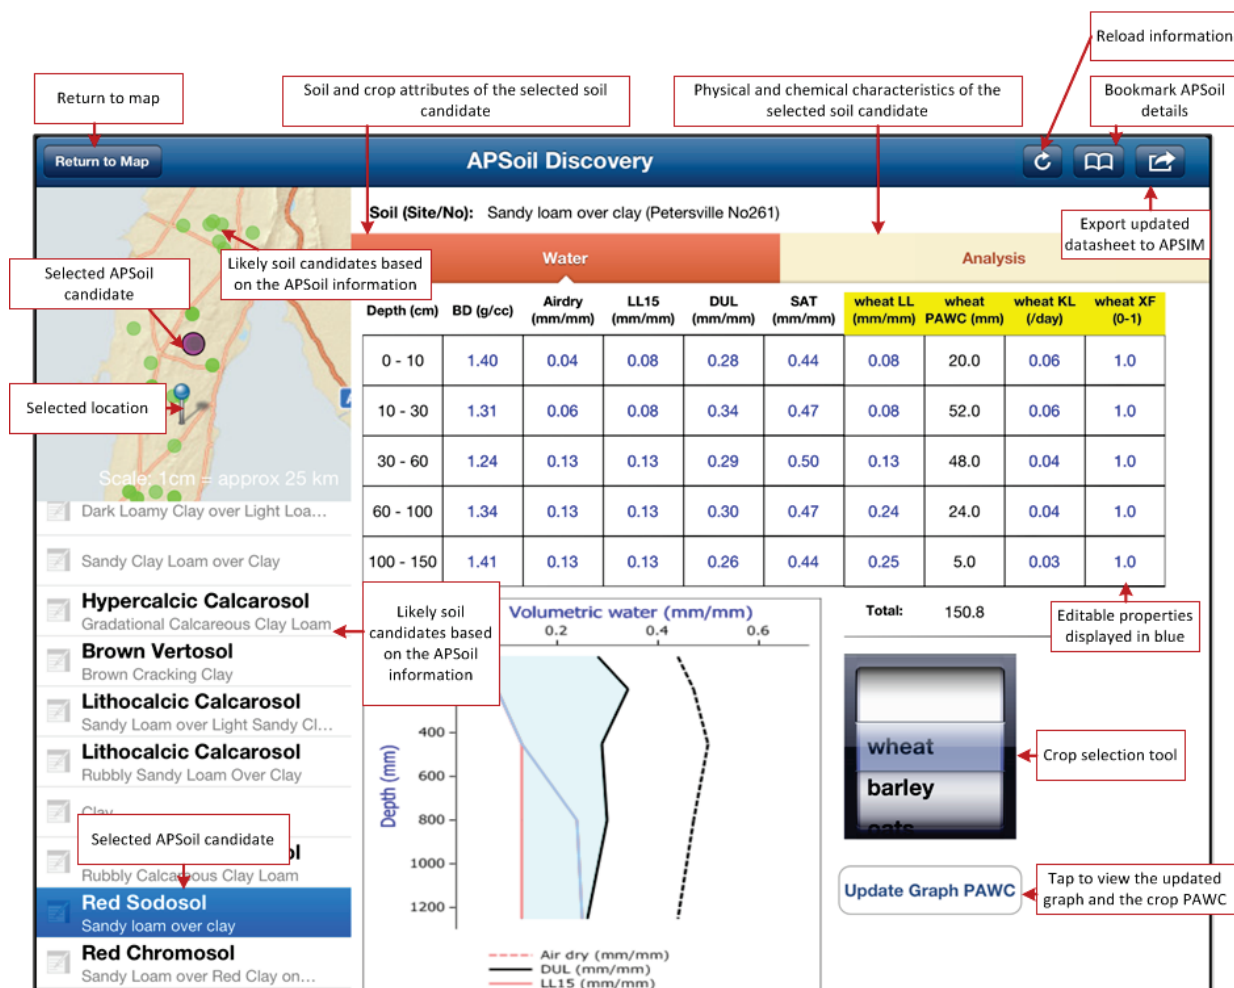 Reload information
Return to map
Soil and crop attributes of the selected soil
candidate
Physical and chemical characteristics of the
selected soil candidate
Bookmark APSoil
details
Return to Map
APSoil Discovery
Soil (Site/No): Sandy loam over clay (Petersville No261)
Export updated
datasheet to APSIM
Water
Analysis
Likely soil candidates based
on the APSoil information
Selected APSoil
candidate
Selected location
Scale: 1cm = approx 25 km
Depth (cm) BD (g/cc) Airdry (mm/mm) LL15 (mm/mm) DUL (mm/mm) SAT (mm/mm) wheat LL (mm/mm) wheat PAWC (mm) wheat KL (/day) wheat XF (0-1)
0 - 10 1.40 0.04 0.08 0.28 0.44 0.08 20.0 0.06 1.0
10 - 30 1.31 0.06 0.08 0.34 0.47 0.08 52.0 0.06 1.0
30 - 60 1.24 0.13 0.13 0.29 0.50 0.13 48.0 0.04 1.0
60 - 100 1.34 0.13 0.13 0.30 0.47 0.24 24.0 0.04 1.0
100 - 150 1.41 0.13 0.13 0.26 0.44 0.25 5.0 0.03 1.0
Total: 150.8
Editable properties
displayed in blue
Dark Loamy Clay over Light Loa...
Sandy Clay Loam over Clay
Hypercalcic Calcarosol
Gradational Calcareous Clay Loam
Brown Vertosol
Brown Cracking Clay
Lithocalcic Calcarosol
Sandy Loam over Light Sandy Cl...
Lithocalcic Calcarosol
Rubbly Sandy Loam Over Clay
Clay
Selected APSoil candidate
ol
Rubbly Calcareous Clay Loam
Red Sodosol
Sandy loam over clay
Red Chromosol
Sandy Loam over Red Clay on...
Likely soil
candidates based
on the APSoil
information
Volumetric water (mm/mm)
0.2 0.4 0.6
Depth (mm)
400
600
800
1000
1200
Air dry (mm/mm)
DUL (mm/mm)
LL15 (mm/mm)
wheat
barley
oats
Crop selection tool
Update Graph PAWC
Tap to view the updated
graph and the crop PAWC